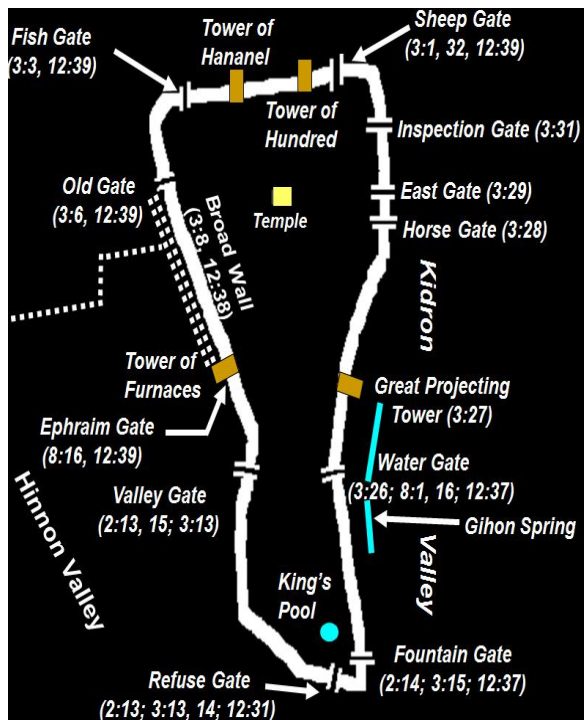 Fish Gate
(3:3, 12:39)
Tower of
Hananel
Sheep Gate
(3:1, 32, 12:39)
Tower of
Hundred
Inspection Gate (3:31)
Old Gate
(3:6, 12:39)
East Gate (3:29)
Temple
Horse Gate (3:28)
Broad Wall
(3:8, 12:38)
Kidron
Valley
Tower of
Furnaces
Great Projecting
Tower (3:27)
Ephraim Gate
(8:16, 12:39)
Water Gate
(3:26; 8:1, 16; 12:37)
Valley Gate
(2:13, 15; 3:13)
Gihon Spring
Hinnon Valley
King's
Pool
Fountain Gate
(2:14; 3:15; 12:37)
Refuse Gate
(2:13; 3:13, 14; 12:31)